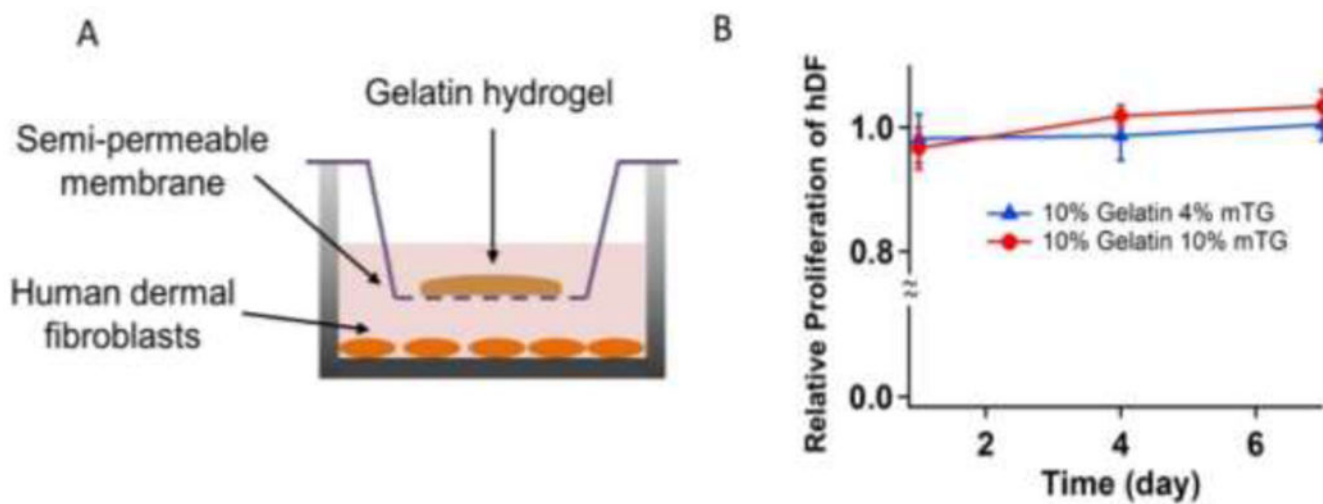 A
Gelatin hydrogel
Semi-permeable
membrane
Human dermal
fibroblasts
B
Relative Proliferation of hDF
1.0
0.8
0.0
10% Gelatin 4% mTG
10% Gelatin 10% mTG
2 4 6
Time (day)